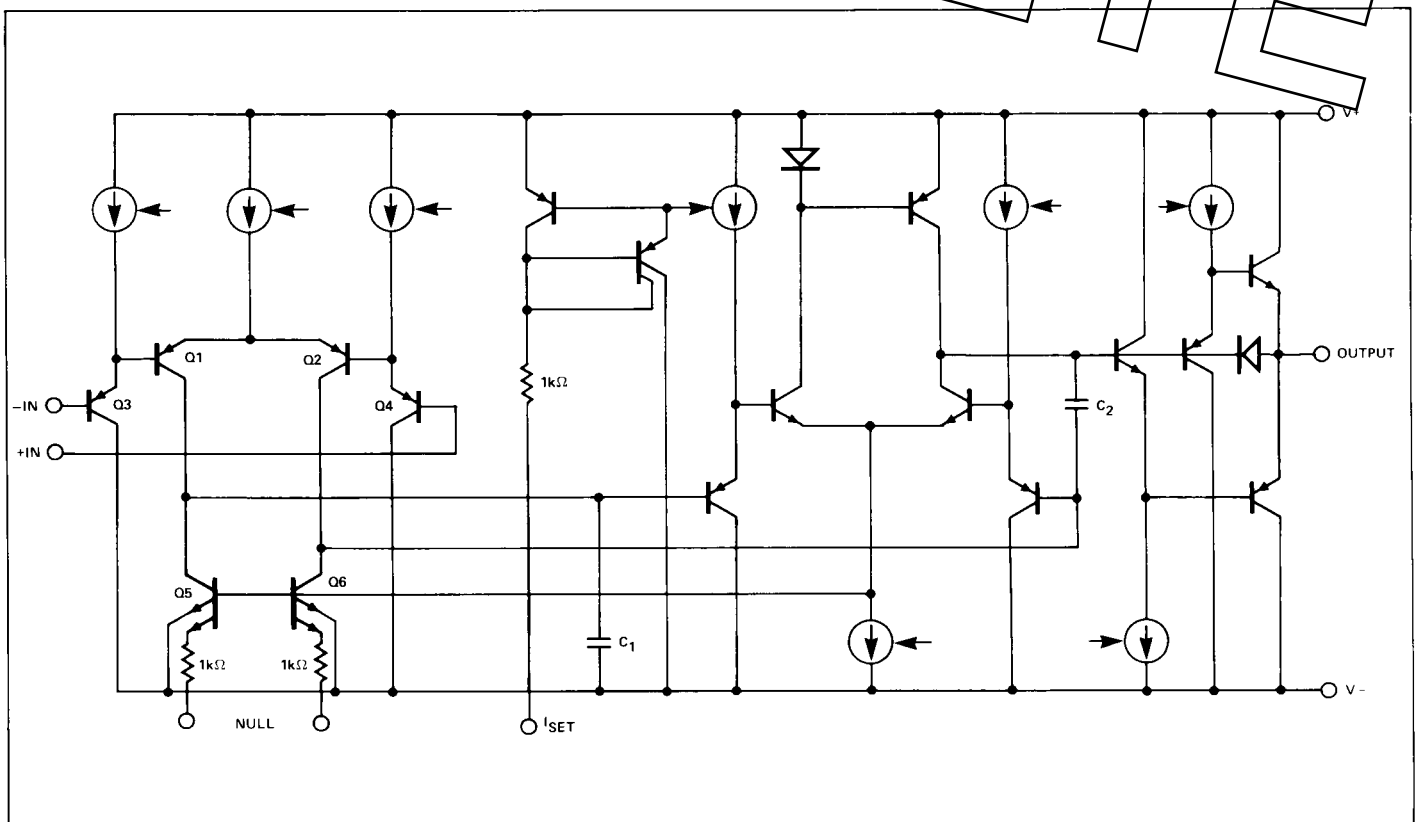 V+
Q1
Q2
OUTPUT
1kΩ
−IN
Q3
Q4
C2
+IN
Q5
Q6
1kΩ
1kΩ
C1
V−
NULL
ISET